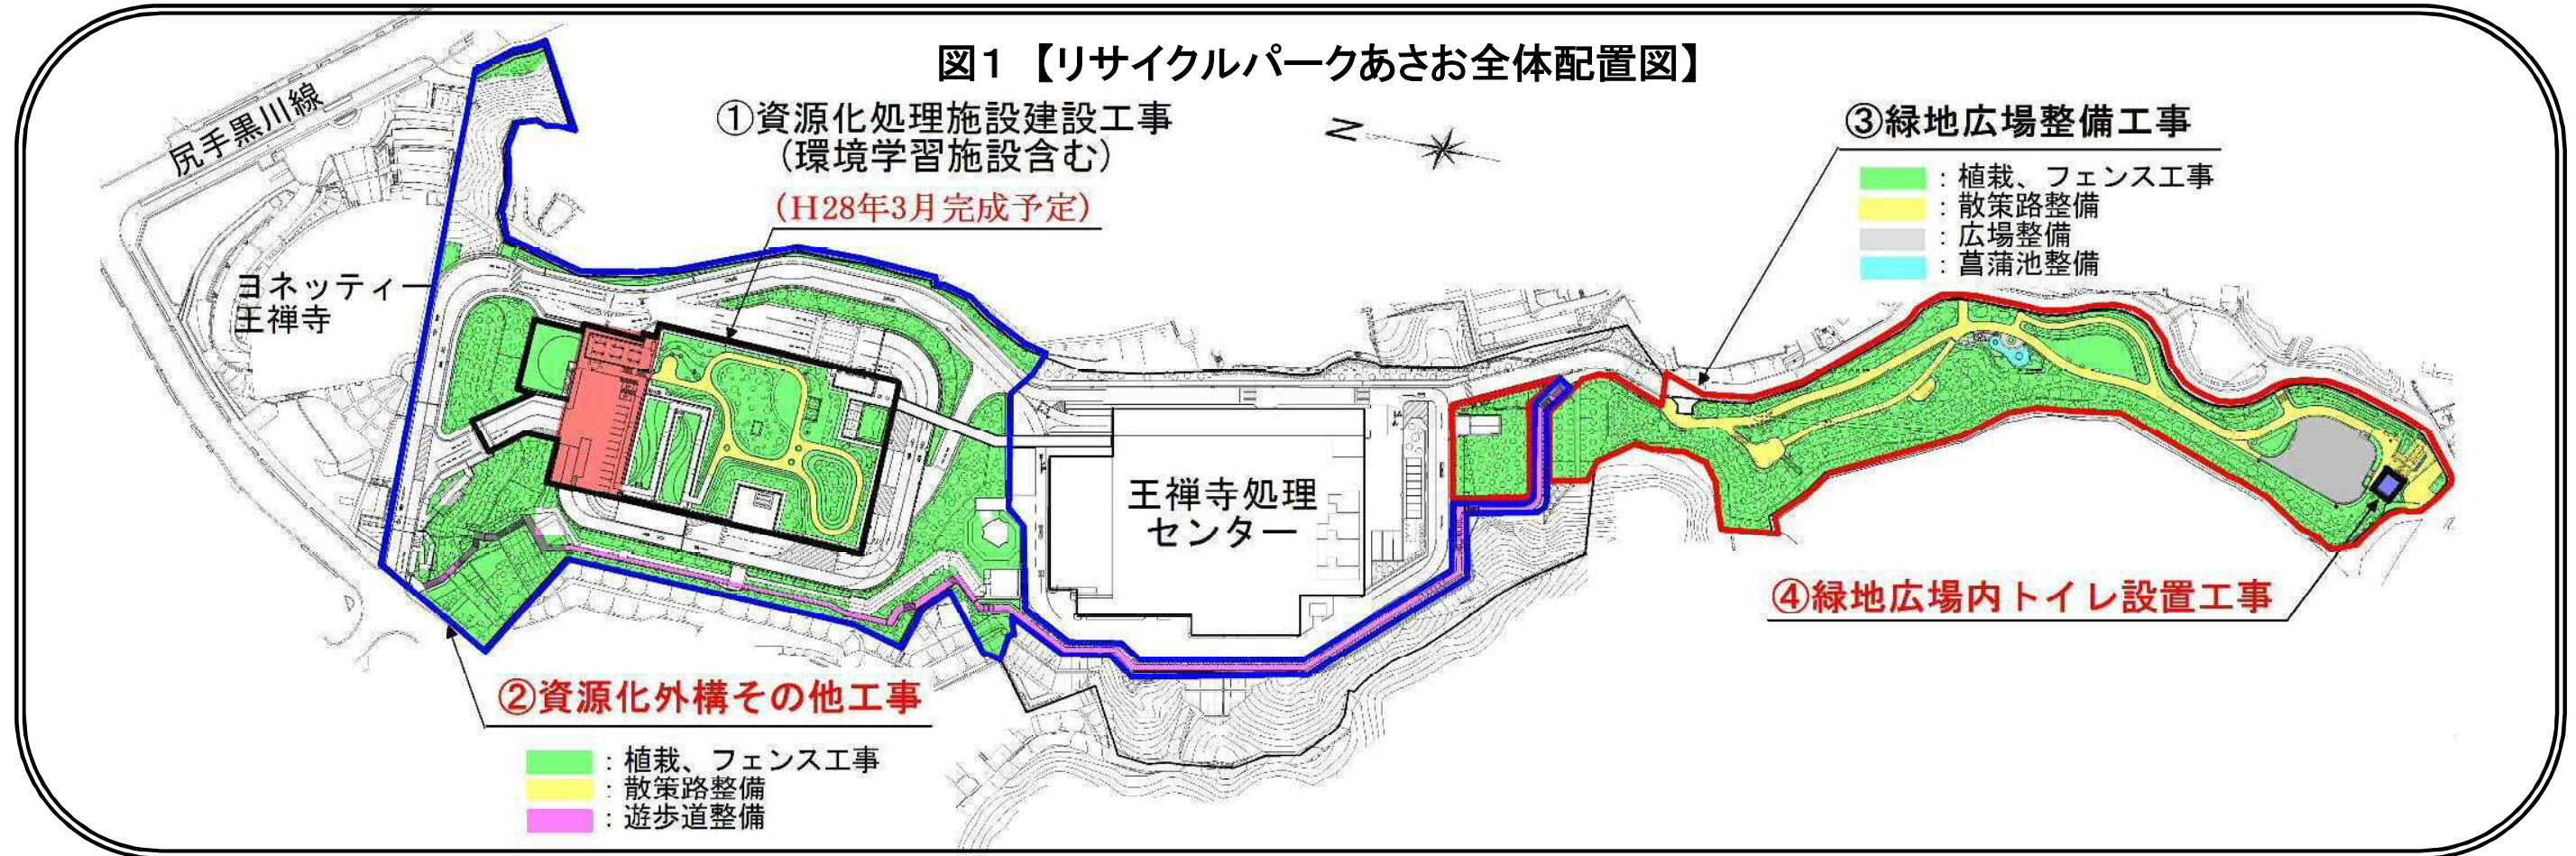 図1 【リサイクルパークあさお全体配置図】
尻手黒川線
①資源化処理施設建設工事
(環境学習施設含む)
(H28年3月完成予定)
N
③緑地広場整備工事
:植栽、フェンス工事
:散策路整備
:広場整備
:菖蒲池整備
ヨネッティー
王禅寺
王禅寺処理
センター
④緑地広場内トイレ設置工事
②資源化外構その他工事
:植栽、フェンス工事
:散策路整備
:遊歩道整備